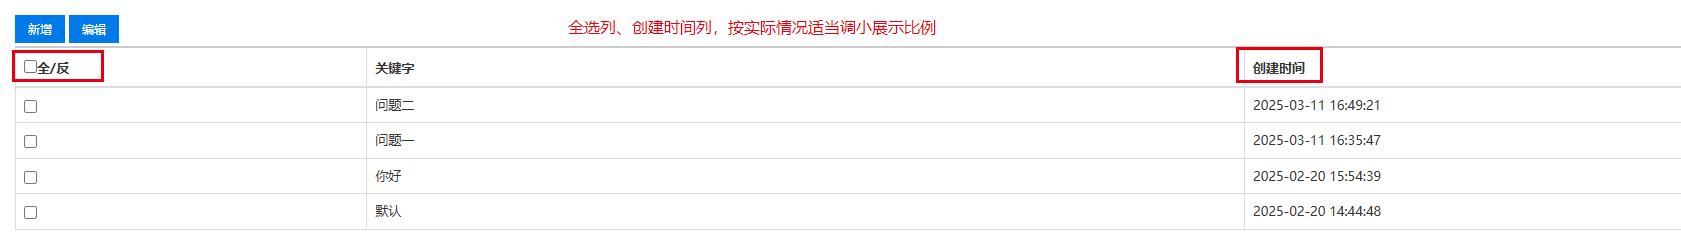 新增 编辑 全选列、创建时间列，按实际情况适当调小展示比例
全/反 关键字 创建时间
问题二 2025-03-11 16:49:21
问题一 2025-03-11 16:35:47
你好 2025-02-20 15:54:39
默认 2025-02-20 14:44:48